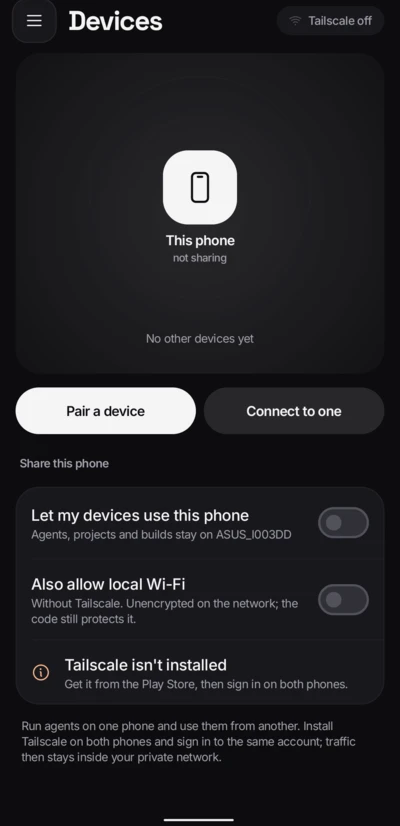 Devices
Tailscale off
This phone
not sharing
No other devices yet
Pair a device
Connect to one
Share this phone
Let my devices use this phone
Agents, projects and builds stay on ASUS_I003DD
Also allow local Wi-Fi
Without Tailscale. Unencrypted on the network; the
code still protects it.
Tailscale isn't installed
Get it from the Play Store, then sign in on both phones.
Run agents on one phone and use them from another. Install
Tailscale on both phones and sign in to the same account; traffic
then stays inside your private network.